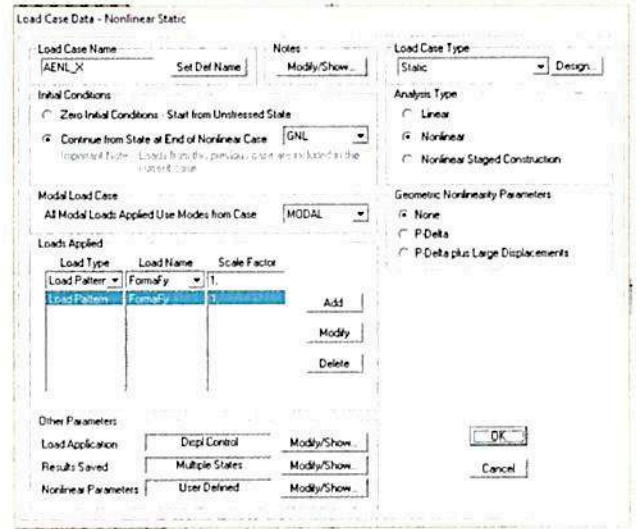 Load Case Data - Nonlinear Static
Load Case Name
AENL_X
Set Def Name
Notes
Modify/Show...
Load Case Type
Static
Design...
Initial Conditions
Zero Initial Conditions - Start from Unstressed State
Continue from State at End of Nonlinear Case
GNL
Important Note: Loads from this previous case are included in the
current case
Analysis Type
Linear
Nonlinear
Nonlinear Staged Construction
Modal Load Case
All Modal Loads Applied Use Modes from Case
MODAL
Geometric Nonlinearity Parameters
None
P-Delta
P-Delta plus Large Displacements
Loads Applied
Load Type Load Name Scale Factor
Load Pattern FormaFy 1.
Load Pattern FormaFy 1.
Add
Modify
Delete
Other Parameters
Load Application Displ Control Modify/Show...
Results Saved Multiple States Modify/Show...
Nonlinear Parameters User Defined Modify/Show...
OK
Cancel